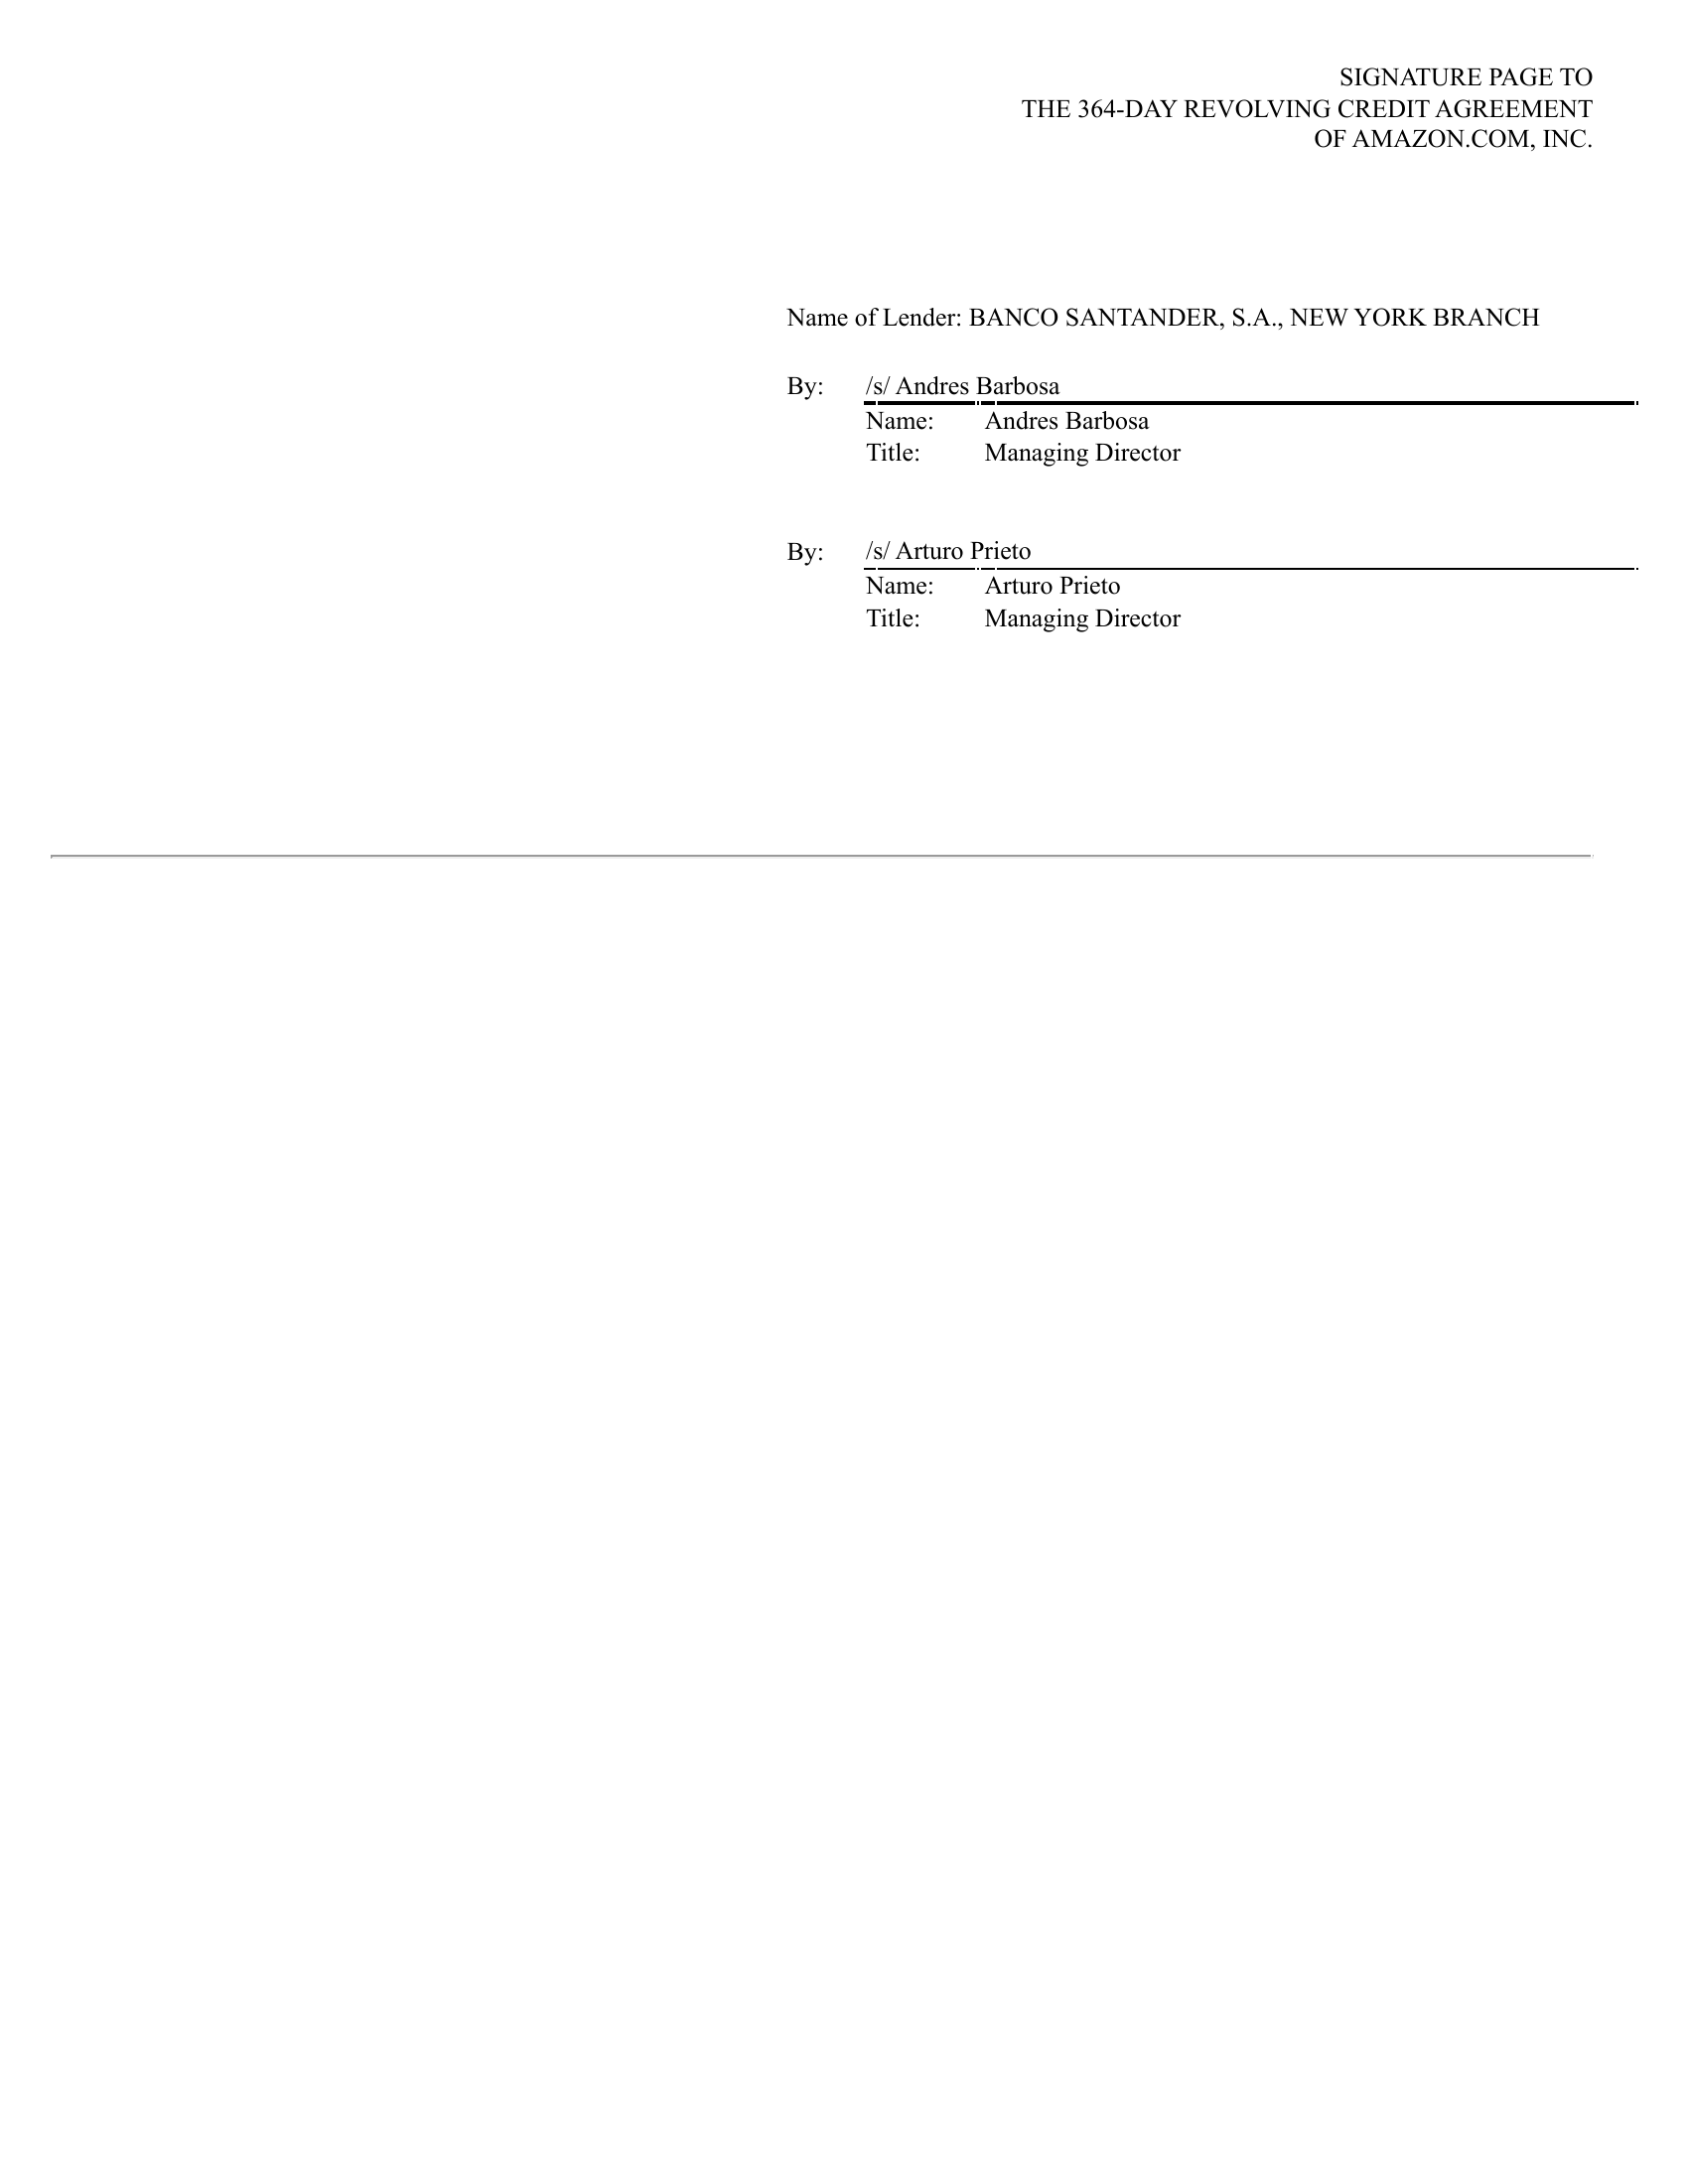 SIGNATURE PAGE TO
THE 364-DAY REVOLVING CREDIT AGREEMENT
OF AMAZON.COM, INC.
Name of Lender: BANCO SANTANDER, S.A., NEW YORK BRANCH
By: /s/ Andres Barbosa
Name: Andres Barbosa
Title: Managing Director
By: /s/ Arturo Prieto
Name: Arturo Prieto
Title: Managing Director